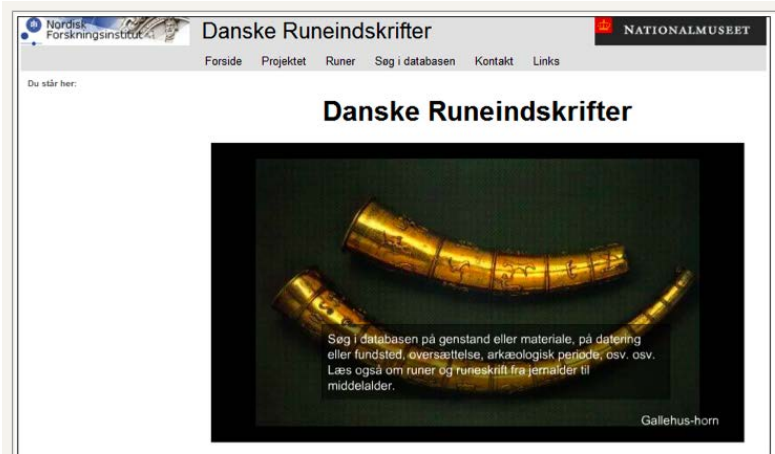 Nordisk
Forskningsinstitut
Danske Runeindskrifter
NATIONALMUSEET
Forside Projektet Runer Søg i databasen Kontakt Links
Du står her:
Danske Runeindskrifter
Søg i databasen på genstand eller materiale, på datering
eller fundsted, oversættelse, arkæologisk periode, osv. osv.
Læs også om runer og runeskrift fra jernalder til
middelalder.
Gallehus-horn